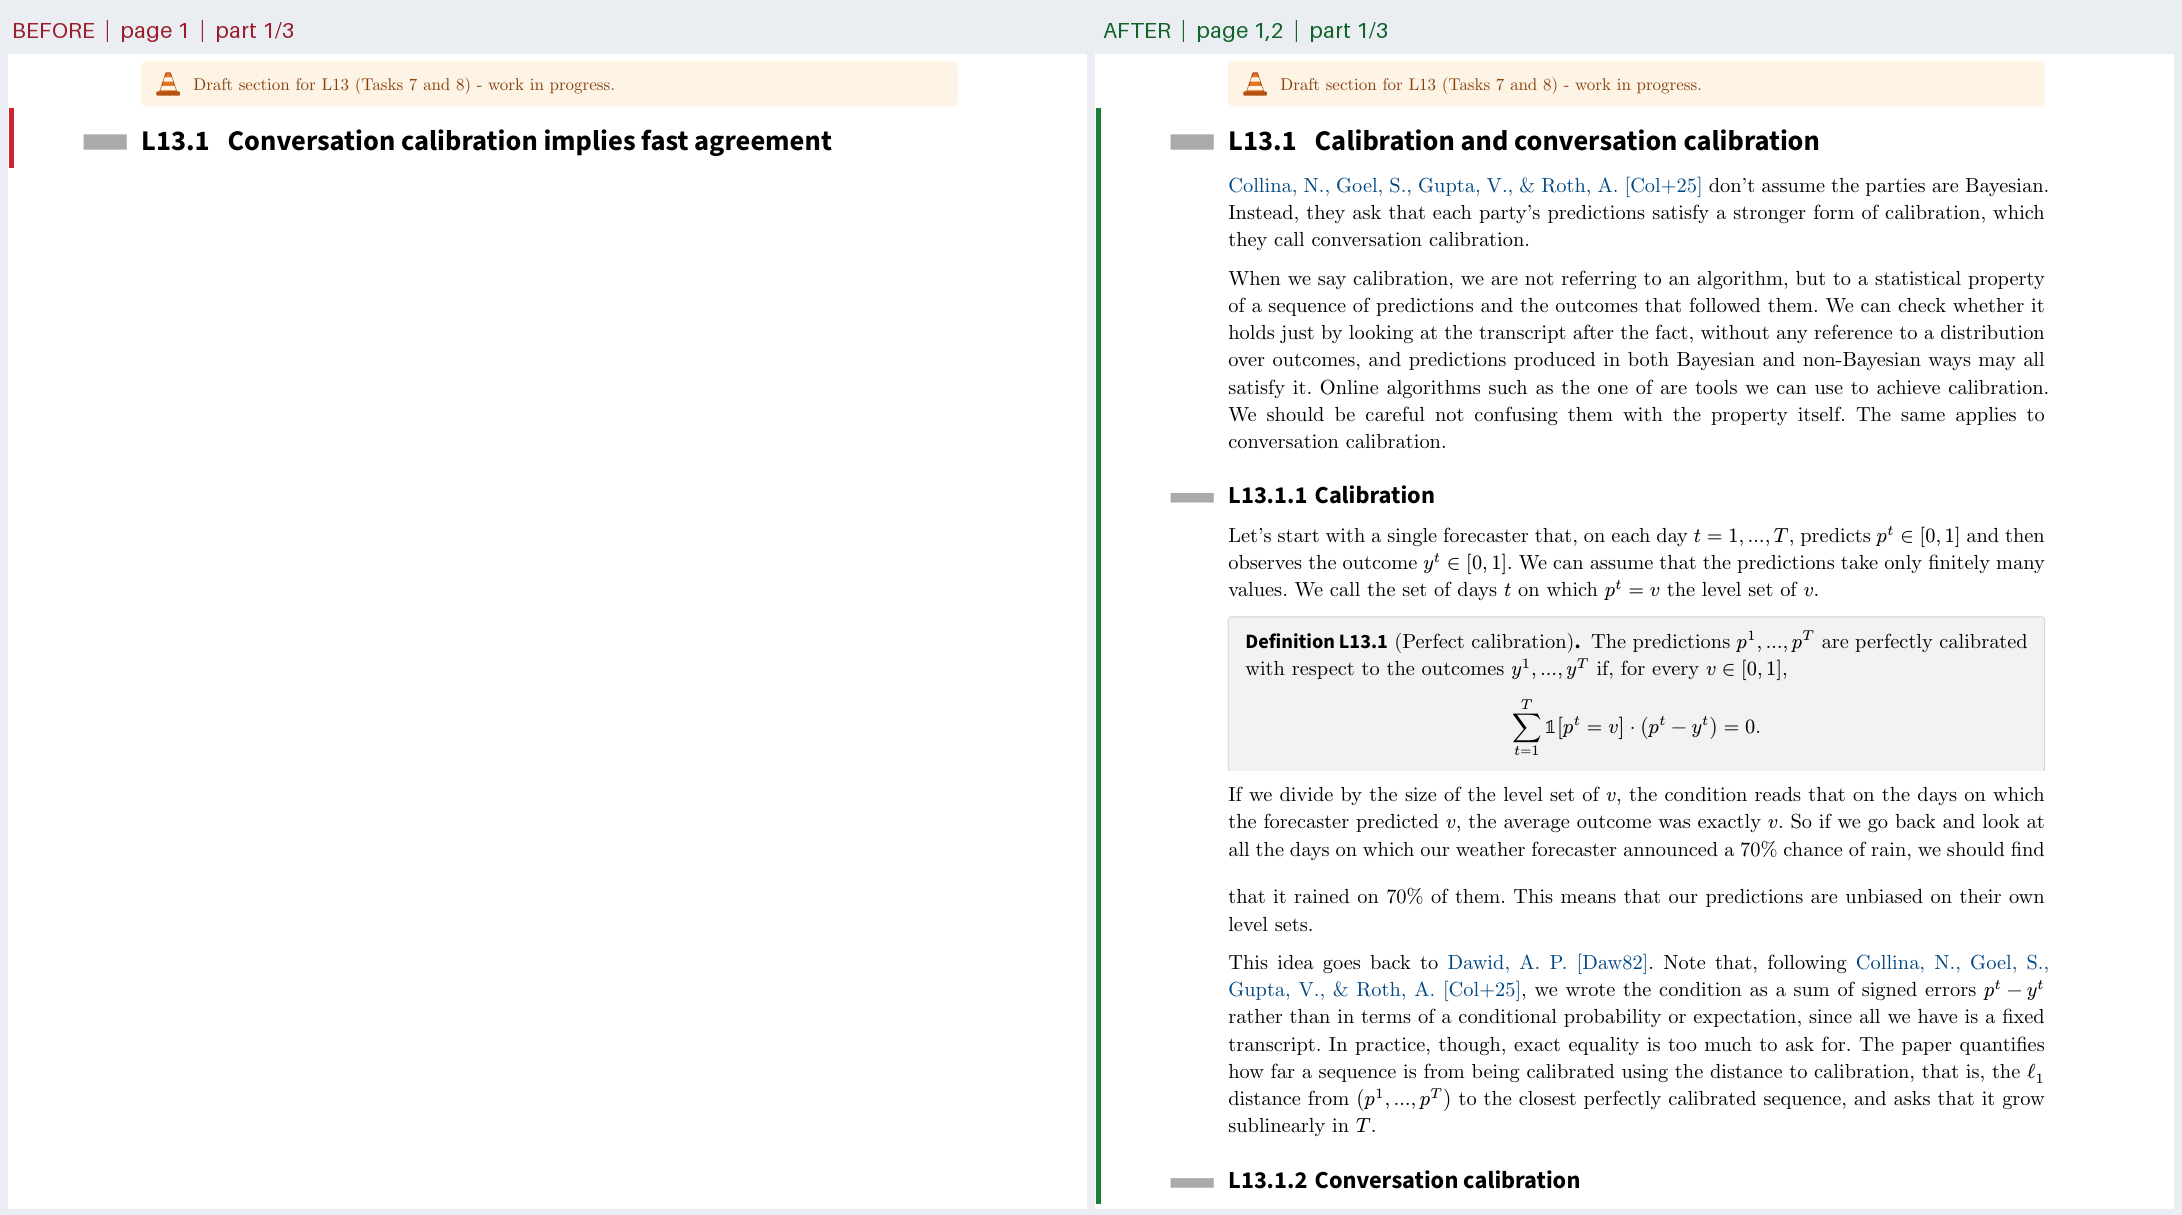 BEFORE | page 1 | part 1/3
Draft section for L13 (Tasks 7 and 8) - work in progress.
L13.1 Conversation calibration implies fast agreement
AFTER | page 1,2 | part 1/3
Draft section for L13 (Tasks 7 and 8) - work in progress.
L13.1 Calibration and conversation calibration
Collina, N., Goel, S., Gupta, V., & Roth, A. [Col+25] don't assume the parties are Bayesian.
Instead, they ask that each party's predictions satisfy a stronger form of calibration, which
they call conversation calibration.
When we say calibration, we are not referring to an algorithm, but to a statistical property
of a sequence of predictions and the outcomes that followed them. We can check whether it
holds just by looking at the transcript after the fact, without any reference to a distribution
over outcomes, and predictions produced in both Bayesian and non-Bayesian ways may all
satisfy it. Online algorithms such as the one of are tools we can use to achieve calibration.
We should be careful not confusing them with the property itself. The same applies to
conversation calibration.
L13.1.1 Calibration
Let's start with a single forecaster that, on each day t = 1, ..., T, predicts p^t ∈ [0, 1] and then
observes the outcome y^t ∈ [0, 1]. We can assume that the predictions take only finitely many
values. We call the set of days t on which p^t = v the level set of v.
Definition L13.1 (Perfect calibration). The predictions p^1, ..., p^T are perfectly calibrated
with respect to the outcomes y^1, ..., y^T if, for every v ∈ [0, 1],
∑_{t=1}^{T} 𝟙[p^t = v] · (p^t − y^t) = 0.
If we divide by the size of the level set of v, the condition reads that on the days on which
the forecaster predicted v, the average outcome was exactly v. So if we go back and look at
all the days on which our weather forecaster announced a 70% chance of rain, we should find
that it rained on 70% of them. This means that our predictions are unbiased on their own
level sets.
This idea goes back to Dawid, A. P. [Daw82]. Note that, following Collina, N., Goel, S.,
Gupta, V., & Roth, A. [Col+25], we wrote the condition as a sum of signed errors p^t − y^t
rather than in terms of a conditional probability or expectation, since all we have is a fixed
transcript. In practice, though, exact equality is too much to ask for. The paper quantifies
how far a sequence is from being calibrated using the distance to calibration, that is, the ℓ_1
distance from (p^1, ..., p^T) to the closest perfectly calibrated sequence, and asks that it grow
sublinearly in T.
L13.1.2 Conversation calibration